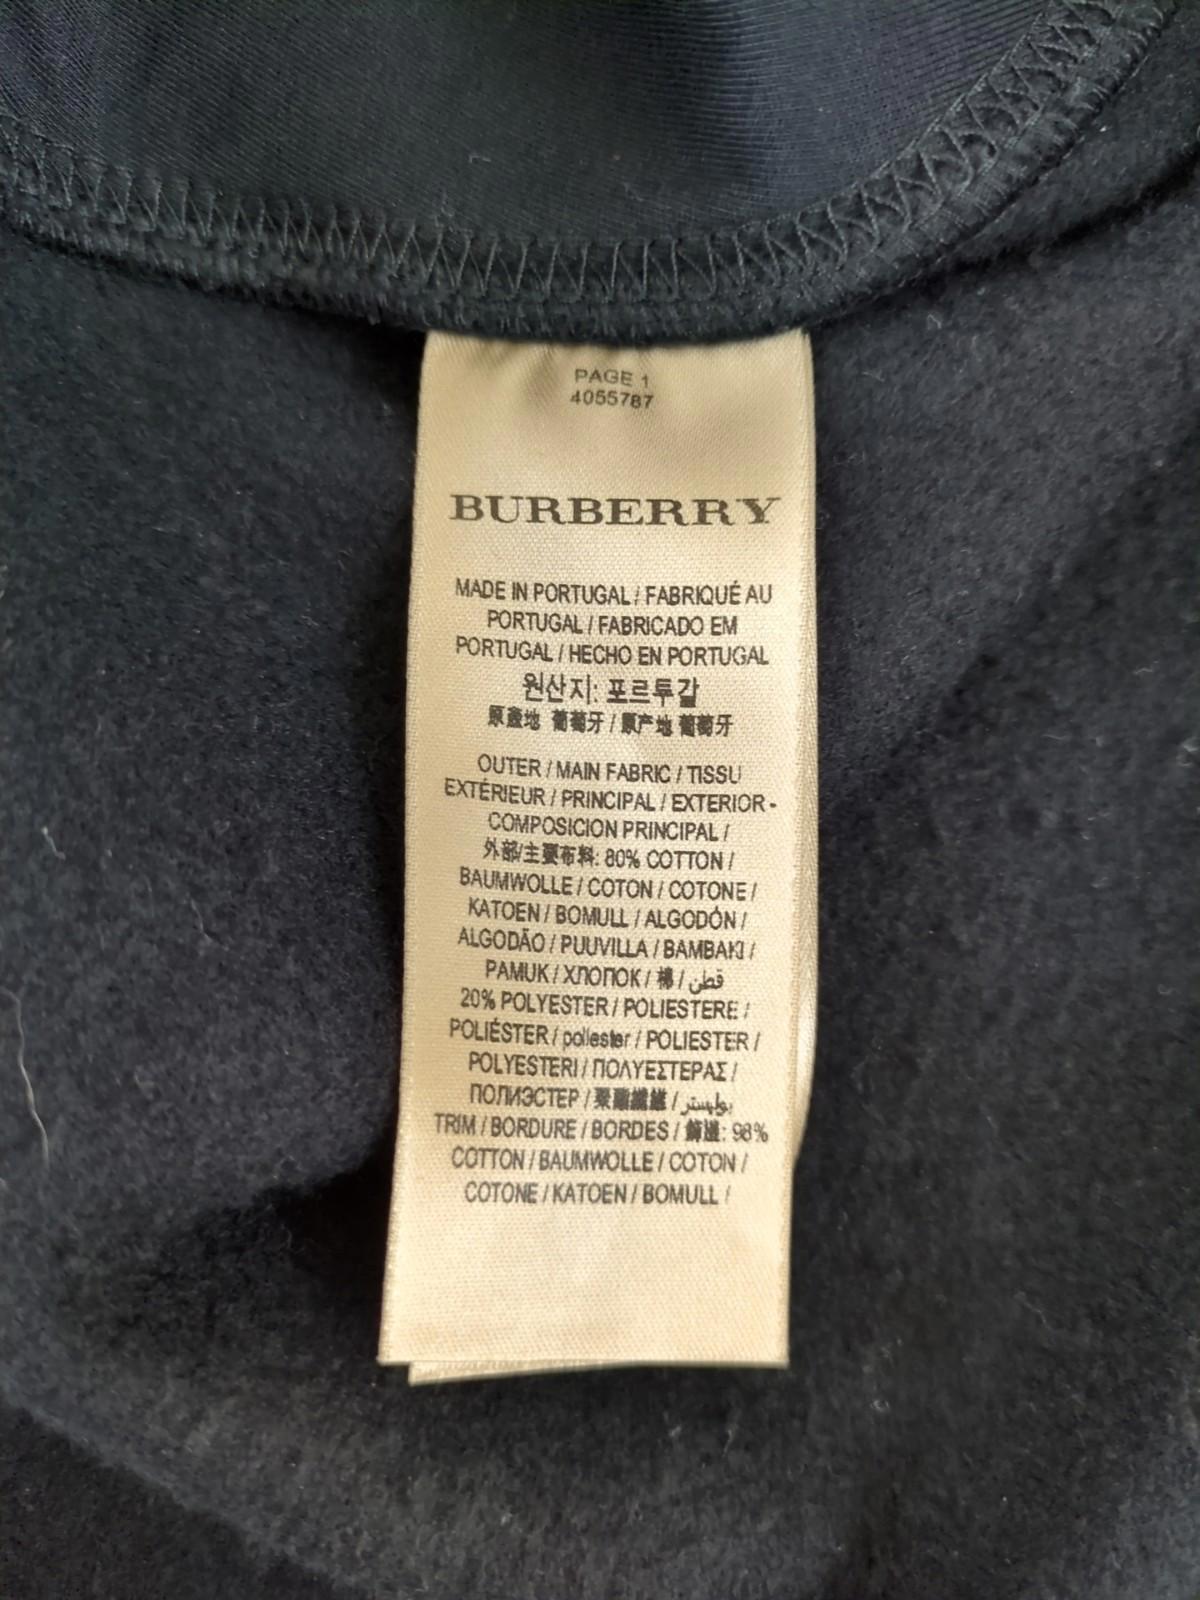 PAGE 1
4055787
BURBERRY
MADE IN PORTUGAL / FABRIQUÉ AU
PORTUGAL / FABRICADO EM
PORTUGAL / HECHO EN PORTUGAL
원산지: 포르투갈
原產地 葡萄牙 / 原产地 葡萄牙
OUTER / MAIN FABRIC / TISSU
EXTÉRIEUR / PRINCIPAL / EXTERIOR -
COMPOSICION PRINCIPAL /
外部/主要布料: 80% COTTON /
BAUMWOLLE / COTON / COTONE /
KATOEN / BOMULL / ALGODÓN /
ALGODÃO / PUUVILLA / BAMBAKI /
PAMUK / ХЛОПОК / 棉 / قطن
20% POLYESTER / POLIESTERE /
POLIÉSTER / poliester / POLIESTER /
POLYESTERI / ΠΟΛΥΕΣΤΕΡΑΣ /
ПОЛИЭСТЕР / 聚酯纖維 / بوليستر
TRIM / BORDURE / BORDES / 飾邊: 98%
COTTON / BAUMWOLLE / COTON /
COTONE / KATOEN / BOMULL /